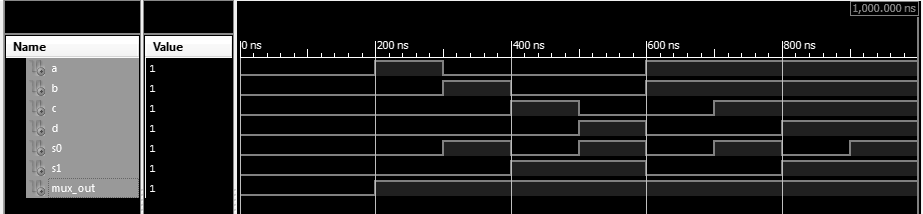 1,000.000 ns
Name Value 0 ns 200 ns 400 ns 600 ns 800 ns
a 1
b 1
c 1
d 1
s0 1
s1 1
mux_out 1